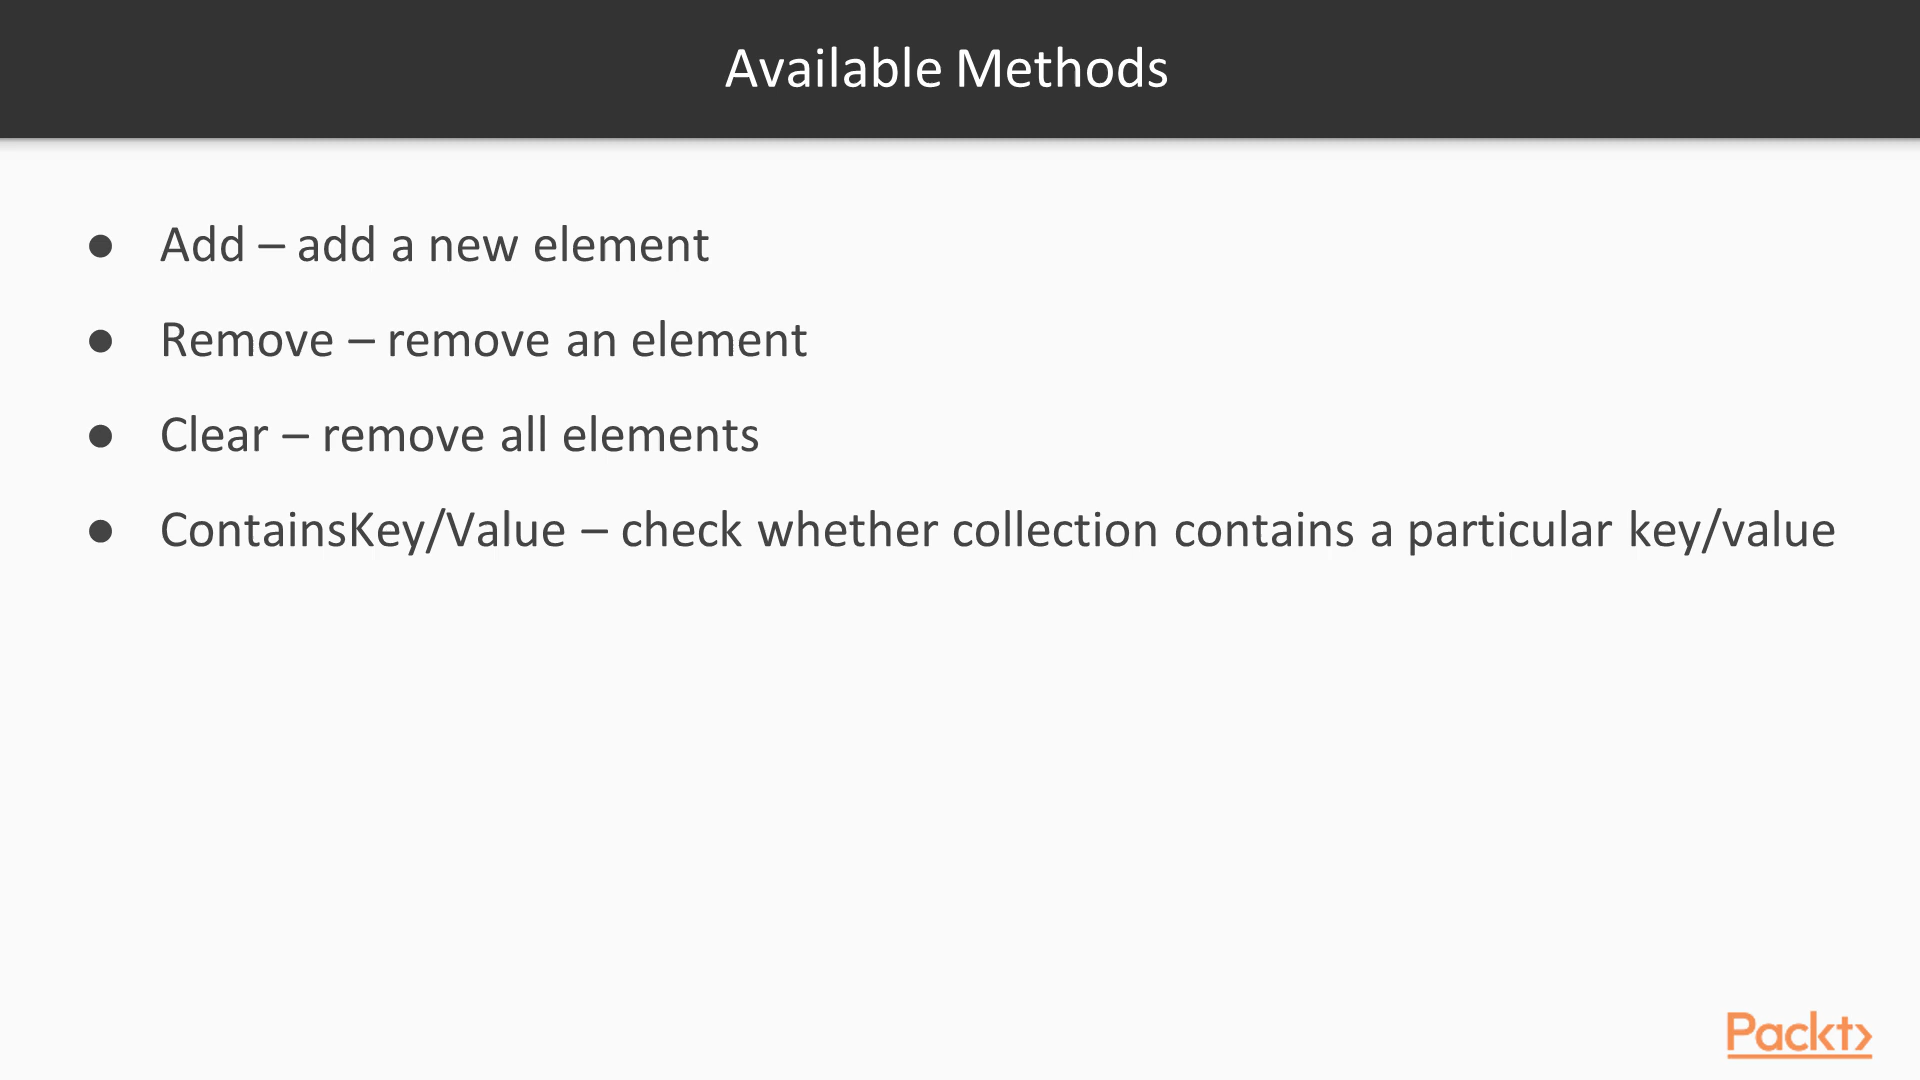 Available Methods
● Add – add a new element
● Remove – remove an element
● Clear – remove all elements
● ContainsKey/Value – check whether collection contains a particular key/value
Packt>